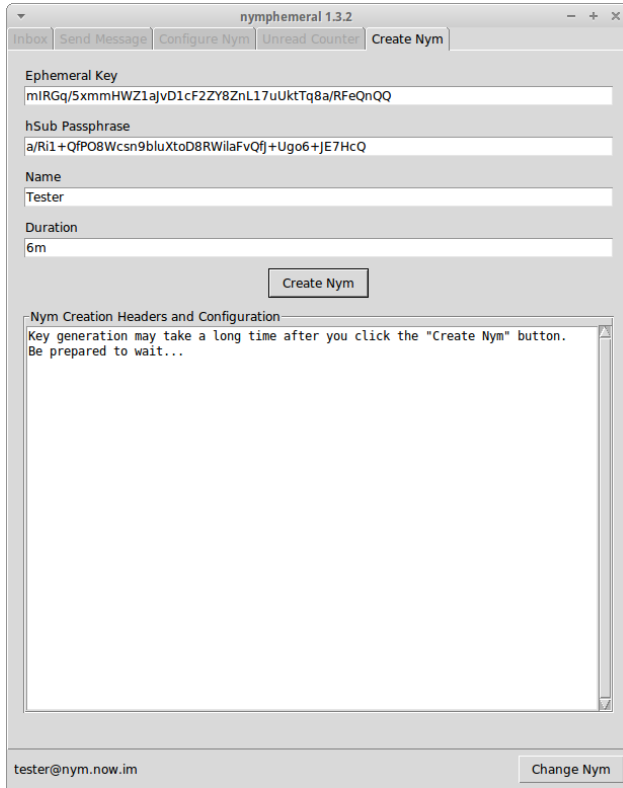 nymphemeral 1.3.2
Inbox Send Message Configure Nym Unread Counter Create Nym
Ephemeral Key
mIRGq/5xmmHWZ1aJvD1cF2ZY8ZnL17uUktTq8a/RFeQnQQ
hSub Passphrase
a/Ri1+QfPO8Wcsn9bluXtoD8RWilaFvQfJ+Ugo6+JE7HcQ
Name
Tester
Duration
6m
Create Nym
Nym Creation Headers and Configuration
Key generation may take a long time after you click the "Create Nym" button.
Be prepared to wait...
tester@nym.now.im
Change Nym